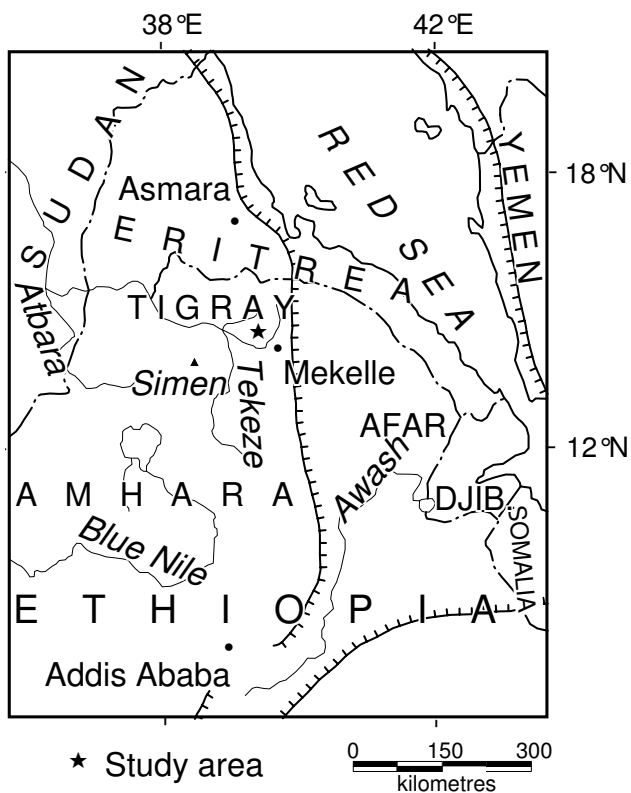 38°E
42°E
SUDAN
YEMEN
RED SEA
18°N
Asmara
ERITREA
Atbara
TIGRAY
Simen
Tekeze
Mekelle
AFAR
12°N
Awash
AMHARA
DJIB.
SOMALIA
Blue Nile
ETHIOPIA
Addis Ababa
Study area
0 150 300
kilometres